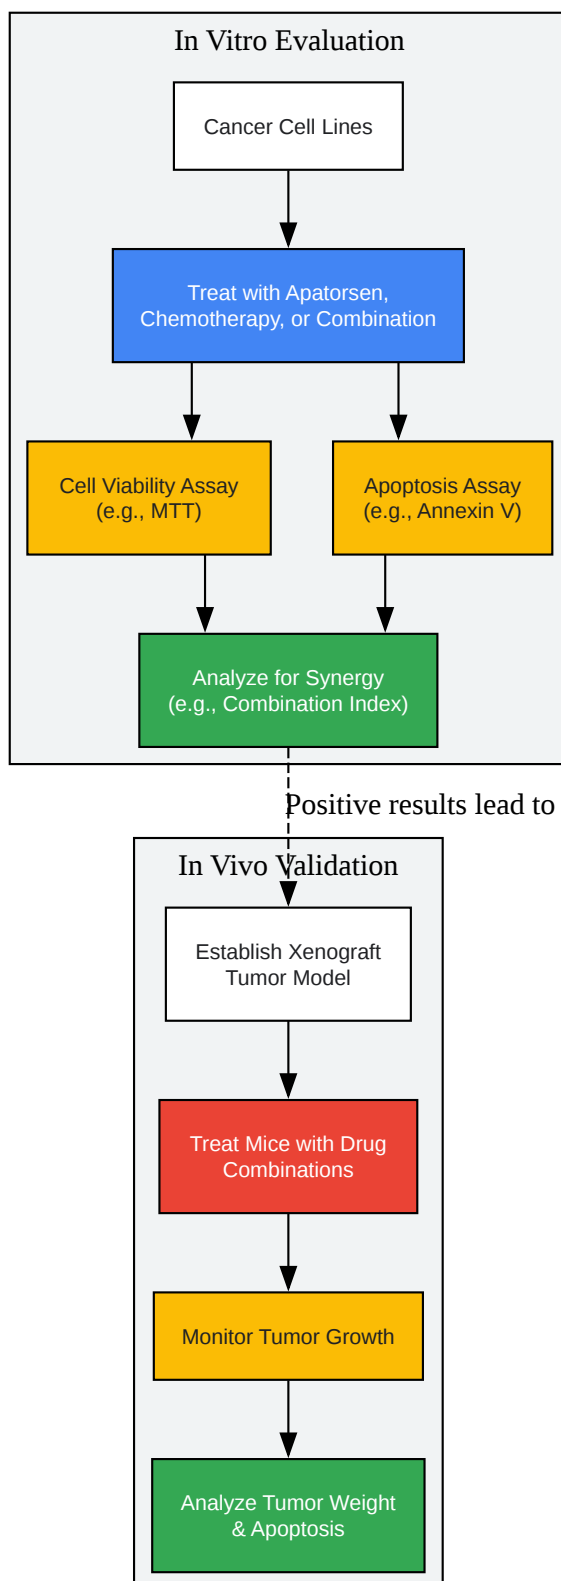 In Vitro Evaluation
Cancer Cell Lines
Treat with Apatorsen,
Chemotherapy, or Combination
Cell Viability Assay
(e.g., MTT)
Apoptosis Assay
(e.g., Annexin V)
Analyze for Synergy
(e.g., Combination Index)
Positive results lead to
In Vivo Validation
Establish Xenograft
Tumor Model
Treat Mice with Drug
Combinations
Monitor Tumor Growth
Analyze Tumor Weight
& Apoptosis